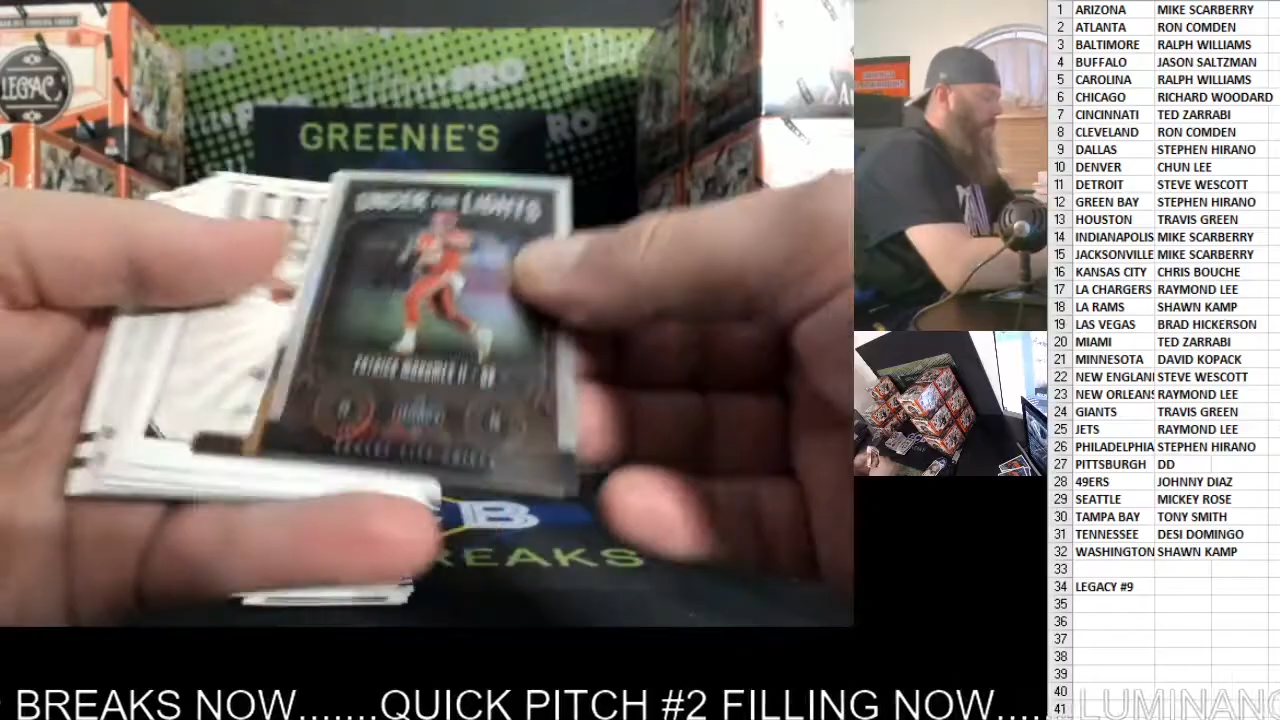 LEGAC
GREENIE'S
RO
UNDER THE LIGHTS
PATRICK MAHOMES II • QB
B
REAKS
1 ARIZONA MIKE SCARBERRY
2 ATLANTA RON COMDEN
3 BALTIMORE RALPH WILLIAMS
4 BUFFALO JASON SALTZMAN
5 CAROLINA RALPH WILLIAMS
6 CHICAGO RICHARD WOODARD
7 CINCINNATI TED ZARRABI
8 CLEVELAND RON COMDEN
9 DALLAS STEPHEN HIRANO
10 DENVER CHUN LEE
11 DETROIT STEVE WESCOTT
12 GREEN BAY STEPHEN HIRANO
13 HOUSTON TRAVIS GREEN
14 INDIANAPOLIS MIKE SCARBERRY
15 JACKSONVILLE MIKE SCARBERRY
16 KANSAS CITY CHRIS BOUCHE
17 LA CHARGERS RAYMOND LEE
18 LA RAMS SHAWN KAMP
19 LAS VEGAS BRAD HICKERSON
20 MIAMI TED ZARRABI
21 MINNESOTA DAVID KOPACK
22 NEW ENGLAN STEVE WESCOTT
23 NEW ORLEANS RAYMOND LEE
24 GIANTS TRAVIS GREEN
25 JETS RAYMOND LEE
26 PHILADELPHIA STEPHEN HIRANO
27 PITTSBURGH DD
28 49ERS JOHNNY DIAZ
29 SEATTLE MICKEY ROSE
30 TAMPA BAY TONY SMITH
31 TENNESSEE DESI DOMINGO
32 WASHINGTON SHAWN KAMP
33
34 LEGACY #9
35
36
37
38
39
40
41
BREAKS NOW.......QUICK PITCH #2 FILLING NOW.......LUMINANC